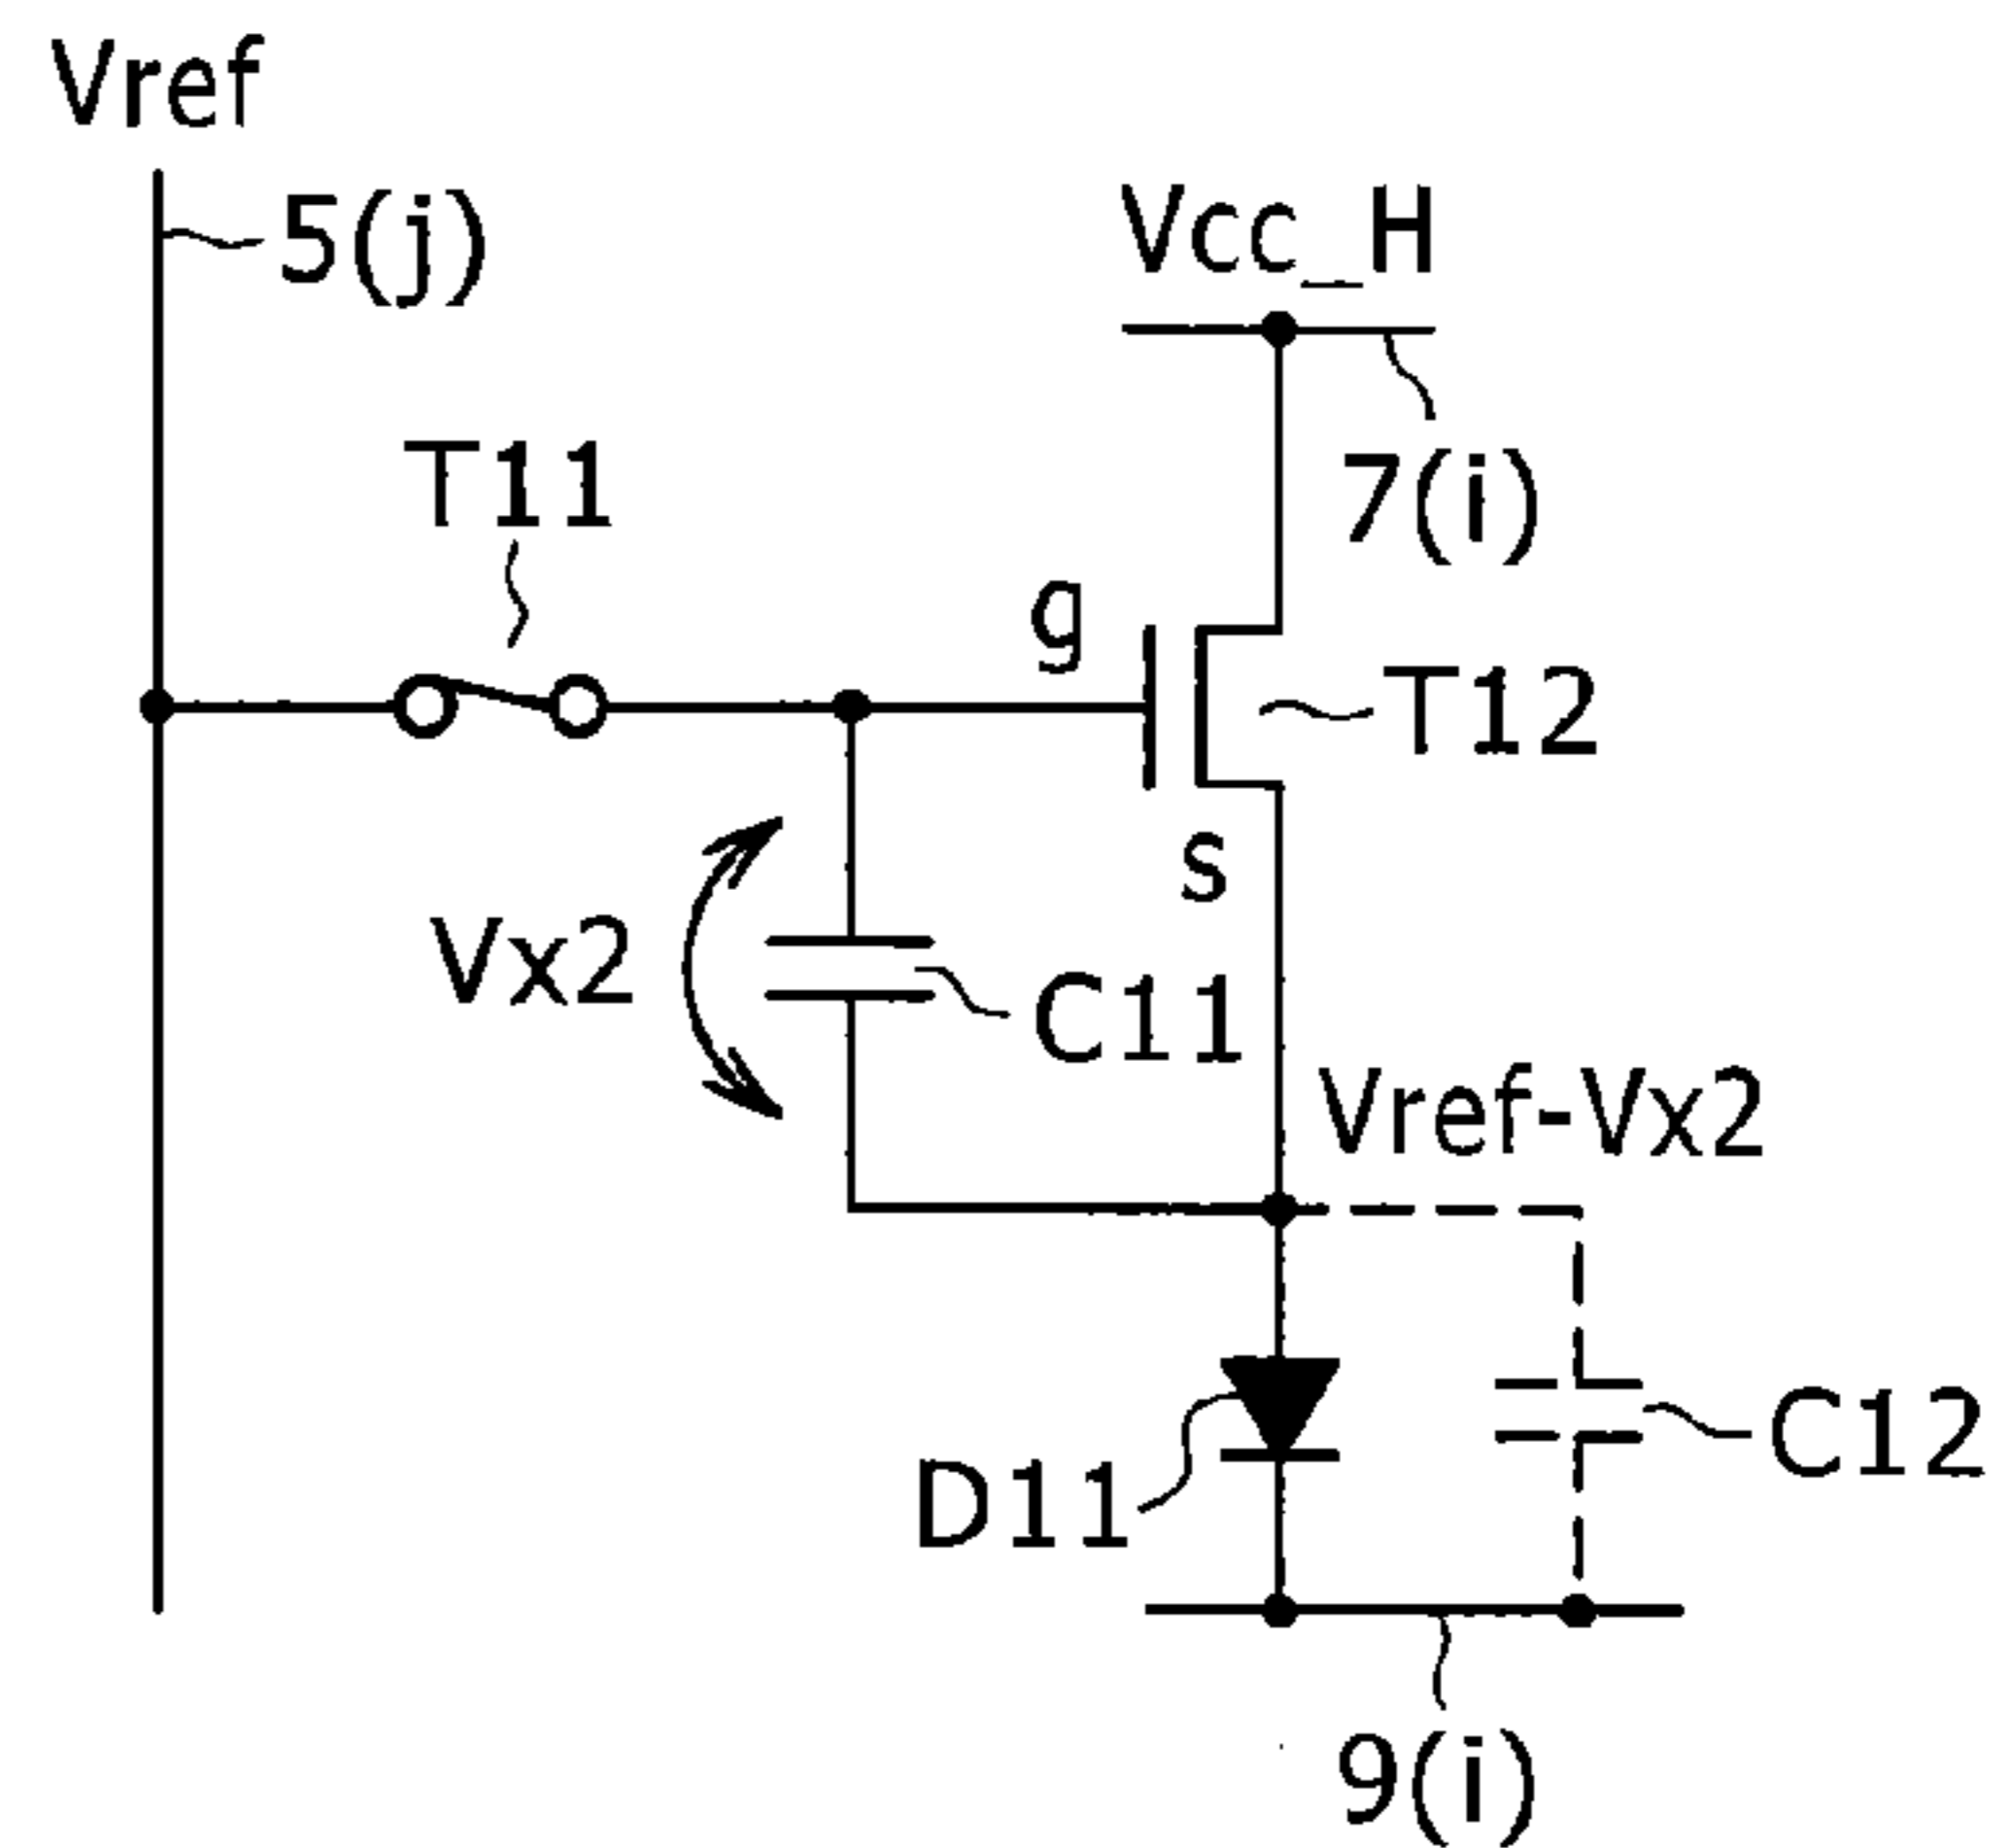 Vref
5(j)
Vcc_H
7(i)
T11
g
T12
s
Vx2
C11
Vref-Vx2
D11
C12
9(i)